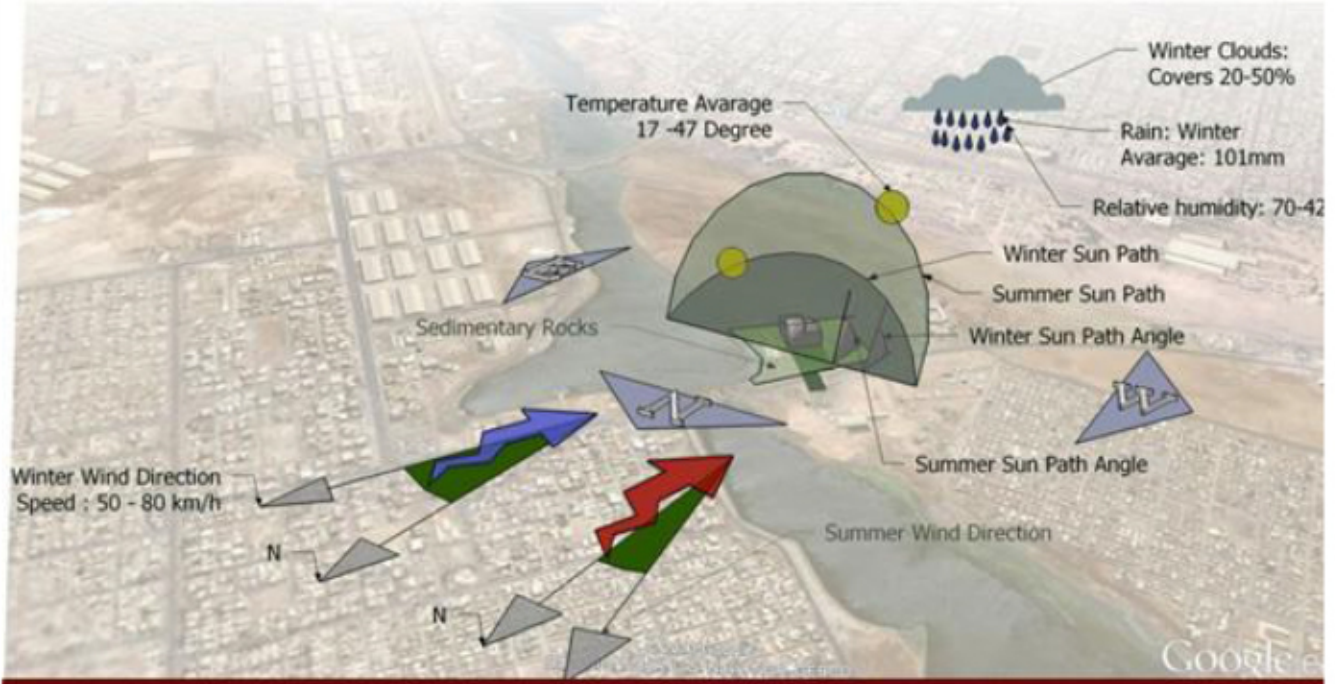 Winter Clouds:
Covers 20-50%
Temperature Avarage
17 -47 Degree
Rain: Winter
Avarage: 101mm
Relative humidity: 70-42
Winter Sun Path
Summer Sun Path
Sedimentary Rocks
Winter Sun Path Angle
N
W
Summer Sun Path Angle
Winter Wind Direction
Speed : 50 - 80 km/h
Summer Wind Direction
N
N
Google